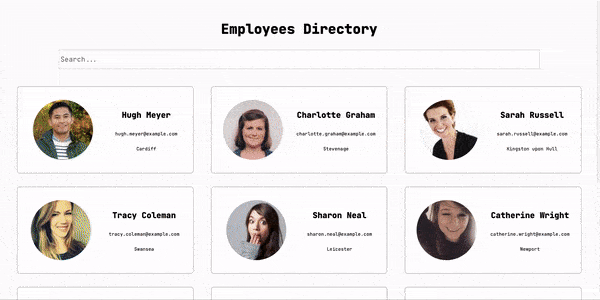 Employees Directory
Search...
Hugh Meyer
hugh.meyer@example.com
Cardiff
Charlotte Graham
charlotte.graham@example.com
Stevenage
Sarah Russell
sarah.russell@example.com
Kingston upon Hull
Tracy Coleman
tracy.coleman@example.com
Swansea
Sharon Neal
sharon.neal@example.com
Leicester
Catherine Wright
catherine.wright@example.com
Newport